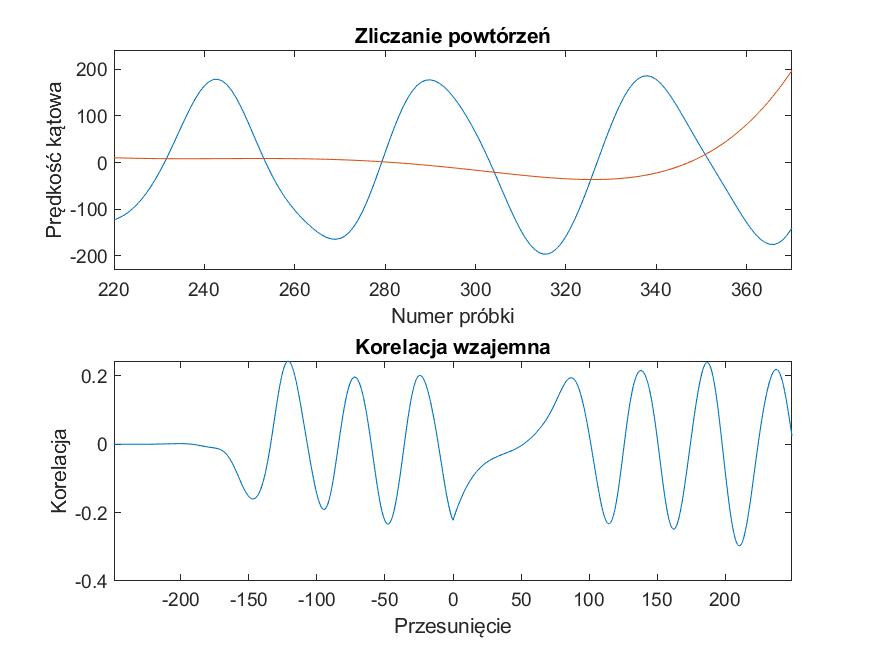 Zliczanie powtórzeń
Prędkość kątowa
200
100
0
-100
-200
220 240 260 280 300 320 340 360
Numer próbki
Korelacja wzajemna
Korelacja
0.2
0
-0.2
-0.4
-200 -150 -100 -50 0 50 100 150 200
Przesunięcie